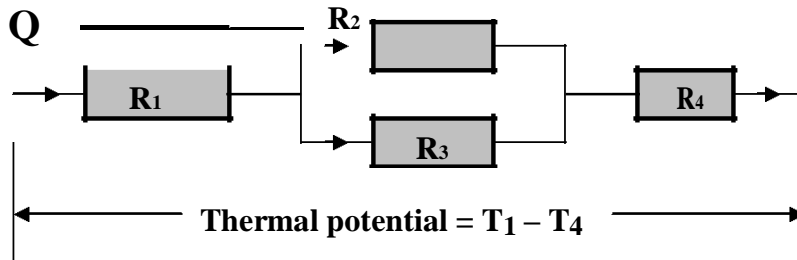 Q
R₂
R₁
R₃
R₄
Thermal potential = T₁ – T₄